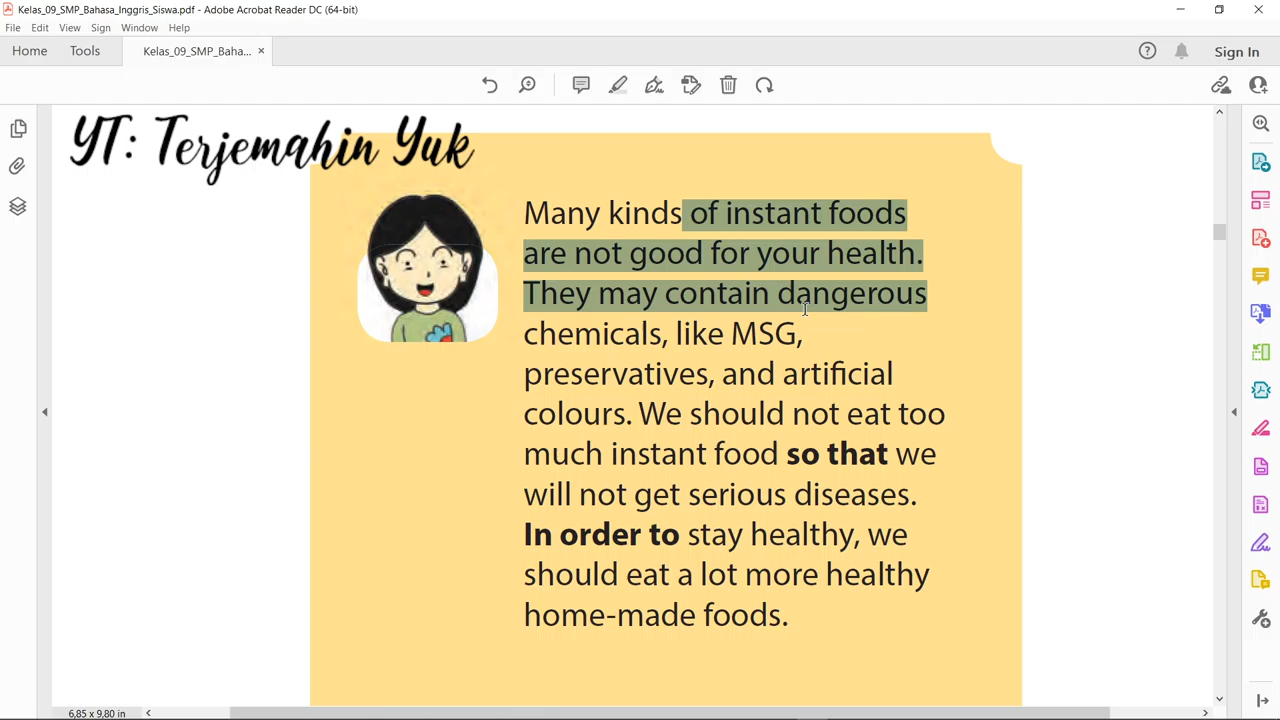 Kelas_09_SMP_Bahasa_Inggris_Siswa.pdf - Adobe Acrobat Reader DC (64-bit)
File Edit View Sign Window Help
Home Tools Kelas_09_SMP_Baha... × Sign In
YT: Terjemahin Yuk
Many kinds of instant foods
are not good for your health.
They may contain dangerous
chemicals, like MSG,
preservatives, and artificial
colours. We should not eat too
much instant food so that we
will not get serious diseases.
In order to stay healthy, we
should eat a lot more healthy
home-made foods.
6,85 x 9,80 in